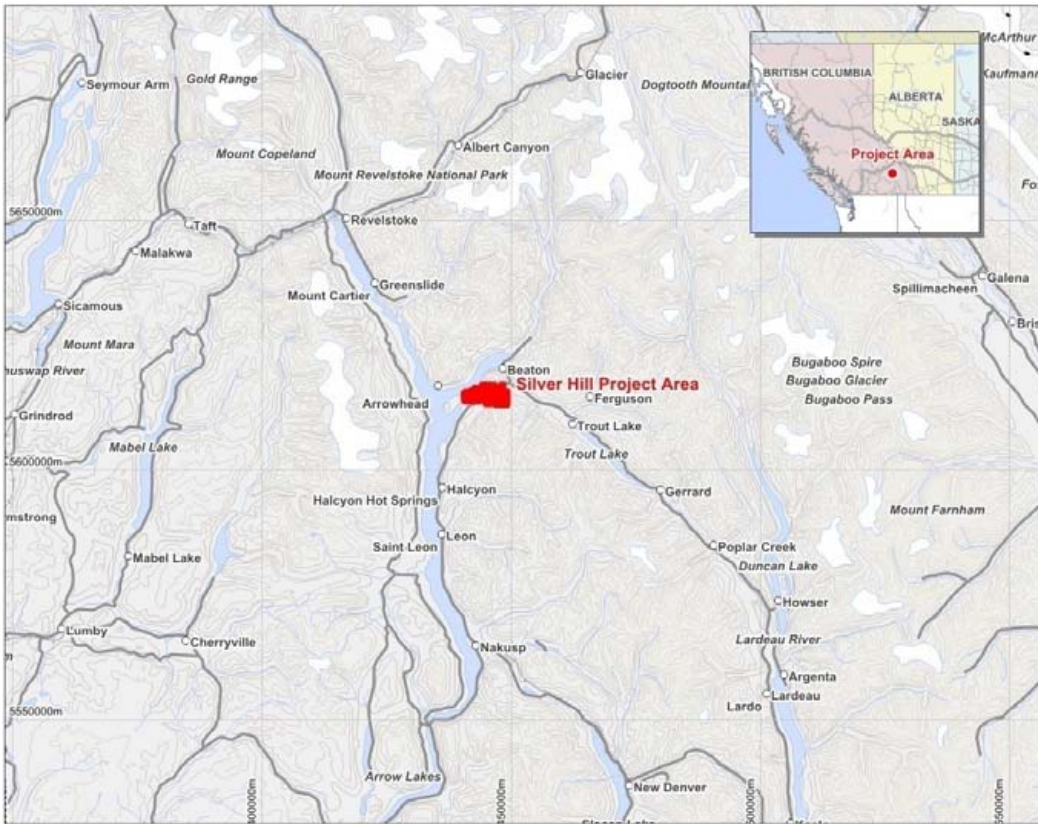 McArthur
BRITISH COLUMBIA
ALBERTA
SASKA
Project Area
Kaufmann
Seymour Arm
Gold Range
Glacier
Dogtooth Mountai
Mount Copeland
Albert Canyon
Mount Revelstoke National Park
5650000m
Revelstoke
Taft
Malakwa
Greenslide
Mount Cartier
Sicamous
Galena
Spillimacheen
Bris
Mount Mara
nuswap River
Beaton
Silver Hill Project Area
Arrowhead
Ferguson
Bugaboo Spire
Bugaboo Glacier
Bugaboo Pass
Grindrod
Trout Lake
Trout Lake
Mabel Lake
5600000m
Halcyon
Halcyon Hot Springs
Gerrard
Mount Farnham
mstrong
Leon
Saint Leon
Mabel Lake
Poplar Creek
Duncan Lake
Howser
Lumby
Cherryville
Nakusp
Lardeau River
Argenta
Lardeau
Lardo
5550000m
Arrow Lakes
New Denver